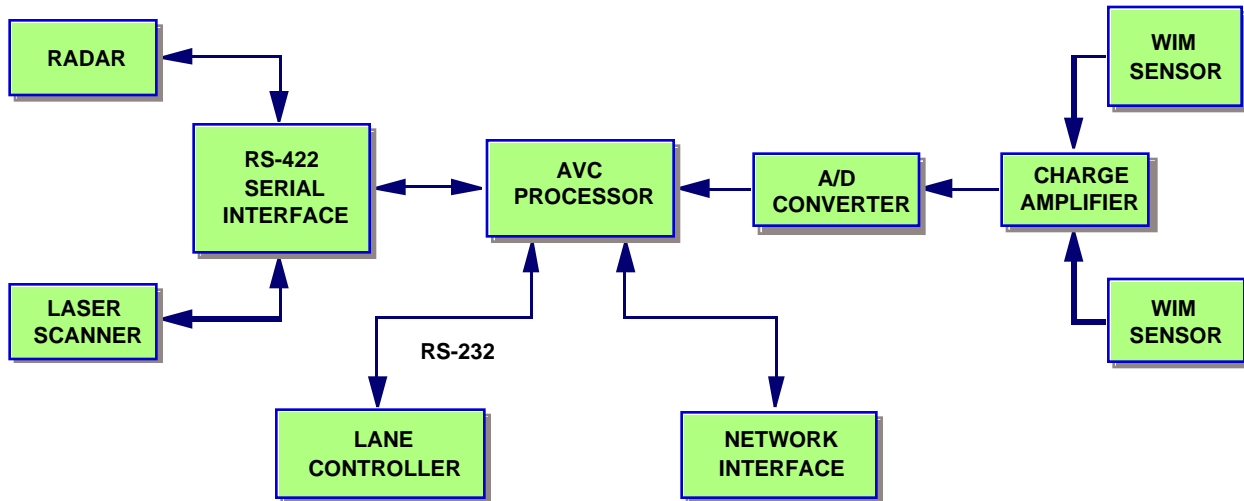 RADAR
WIM
SENSOR
RS-422
SERIAL
INTERFACE
AVC
PROCESSOR
A/D
CONVERTER
CHARGE
AMPLIFIER
LASER
SCANNER
WIM
SENSOR
RS-232
LANE
CONTROLLER
NETWORK
INTERFACE